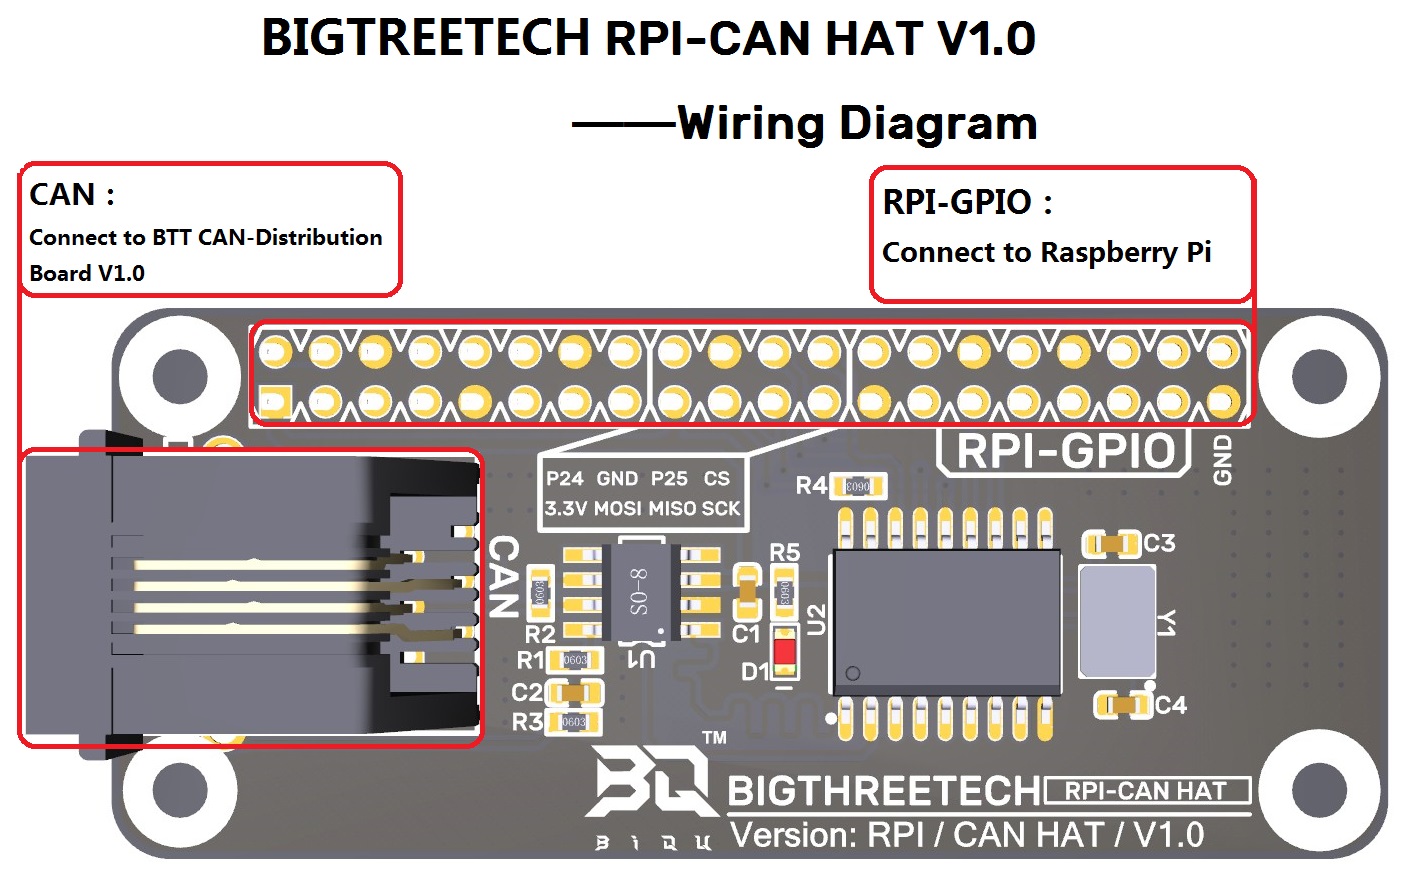 BIGTREETECH RPI-CAN HAT V1.0
——Wiring Diagram
CAN：
Connect to BTT CAN-Distribution
Board V1.0
RPI-GPIO：
Connect to Raspberry Pi
RPI-GPIO
GND
P24 GND P25 CS
3.3V MOSI MISO SCK
R4
0603
CAN
C3
R5
SO-8
0603
0603
R2
U1
C1
U2
Y1
R1
0603
D1
C2
C4
R3
0603
TM
BIQU
BIGTHREETECH
RPI-CAN HAT
Version: RPI / CAN HAT / V1.0